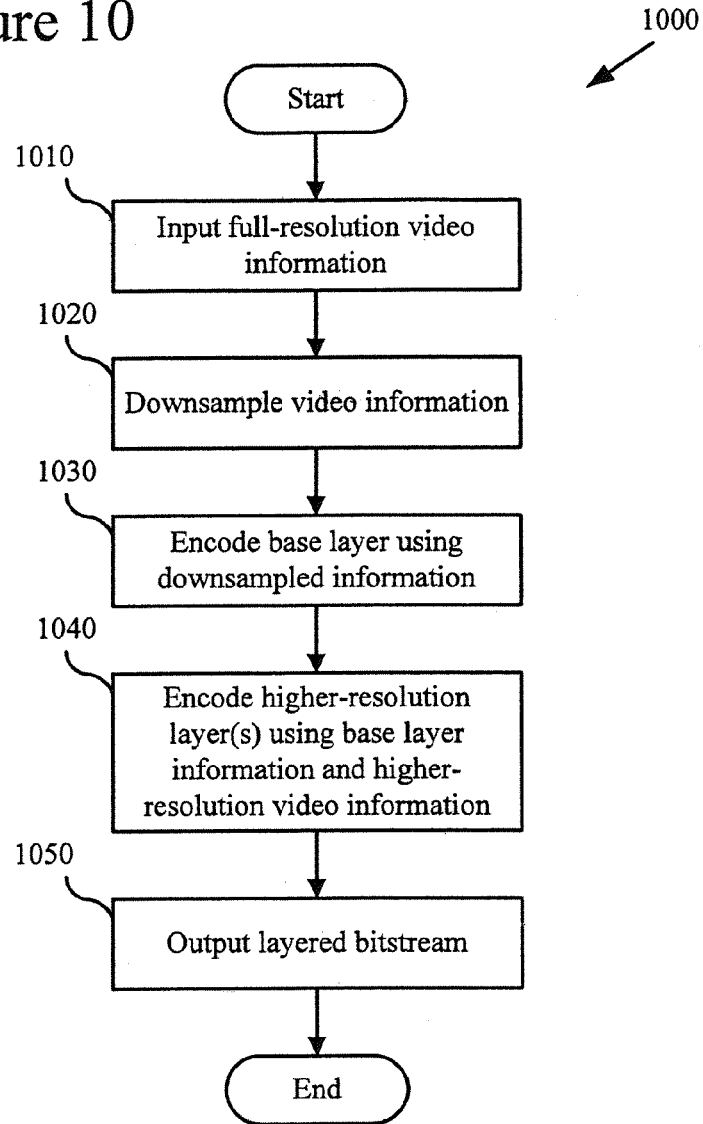 ure 10
1000
Start
1010
Input full-resolution video
information
1020
Downsample video information
1030
Encode base layer using
downsampled information
1040
Encode higher-resolution
layer(s) using base layer
information and higher-
resolution video information
1050
Output layered bitstream
End